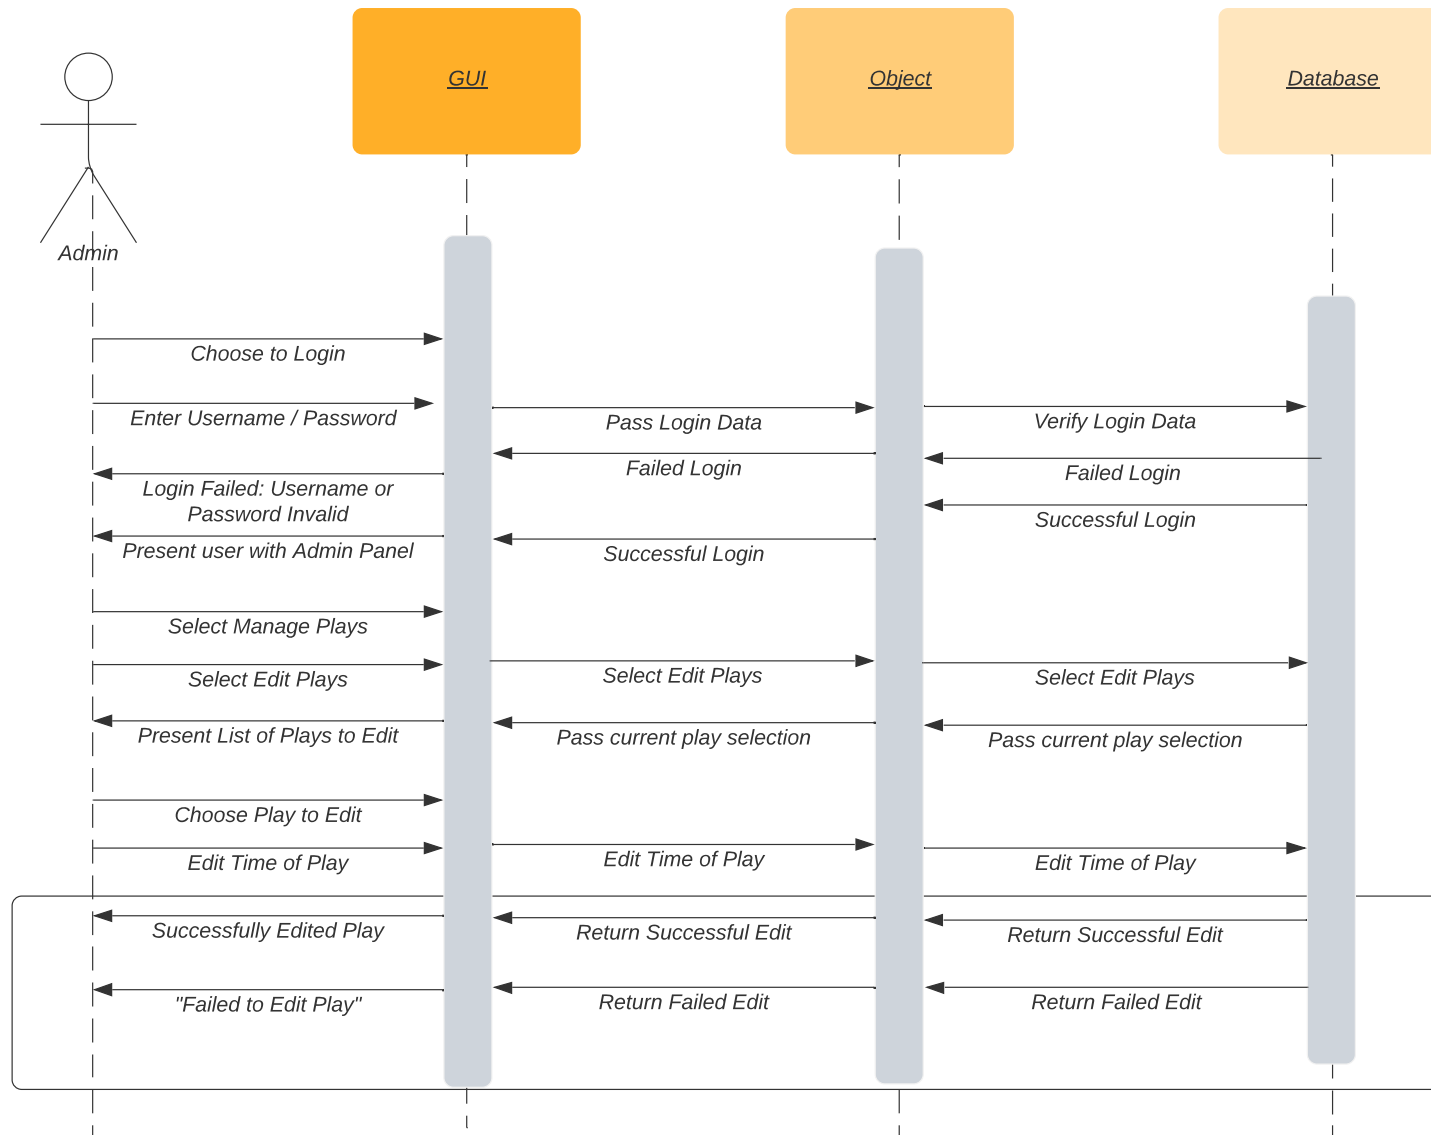 GUI
Object
Database
Admin
Choose to Login
Enter Username / Password
Pass Login Data
Verify Login Data
Failed Login
Failed Login
Login Failed: Username or
Password Invalid
Successful Login
Present user with Admin Panel
Successful Login
Select Manage Plays
Select Edit Plays
Select Edit Plays
Select Edit Plays
Present List of Plays to Edit
Pass current play selection
Pass current play selection
Choose Play to Edit
Edit Time of Play
Edit Time of Play
Edit Time of Play
Successfully Edited Play
Return Successful Edit
Return Successful Edit
"Failed to Edit Play"
Return Failed Edit
Return Failed Edit